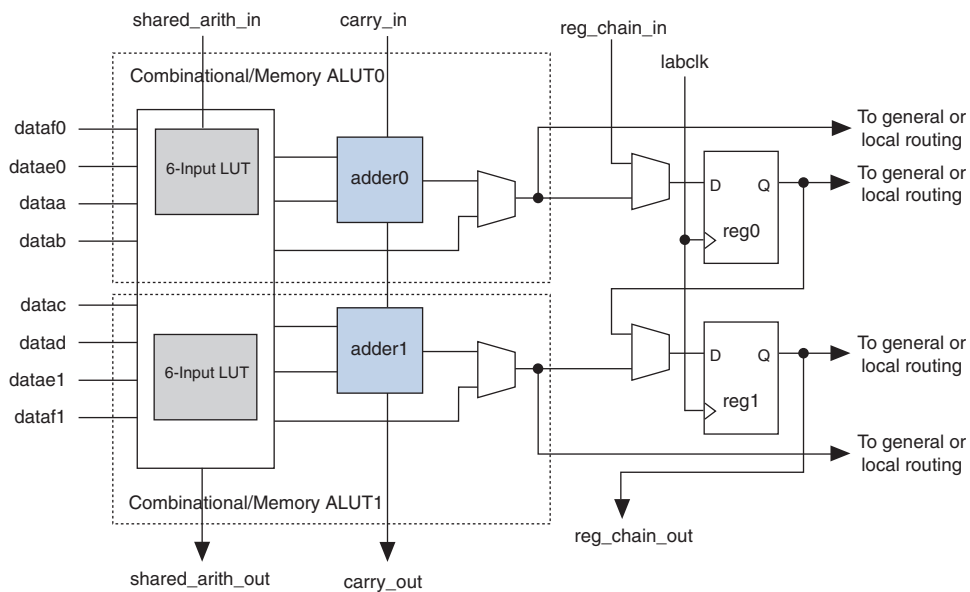 shared_arith_in
carry_in
reg_chain_in
labclk
Combinational/Memory ALUT0
dataf0
datae0
dataa
datab
6-Input LUT
adder0
D Q
reg0
To general or
local routing
To general or
local routing
datac
datad
datae1
dataf1
6-Input LUT
adder1
D Q
reg1
To general or
local routing
To general or
local routing
Combinational/Memory ALUT1
reg_chain_out
shared_arith_out
carry_out